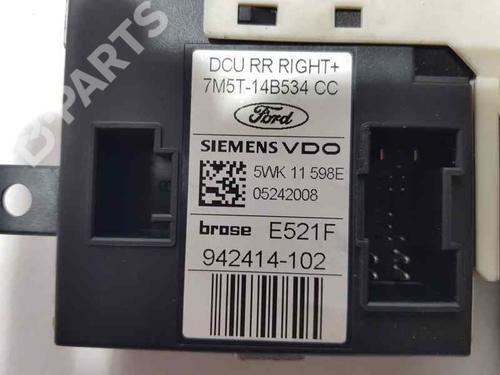 DCU RR RIGHT+
7M5T-14B534 CC
Ford
SIEMENS VDO
5WK 11 598E
05242008
brose E521F
942414-102
B-PARTS